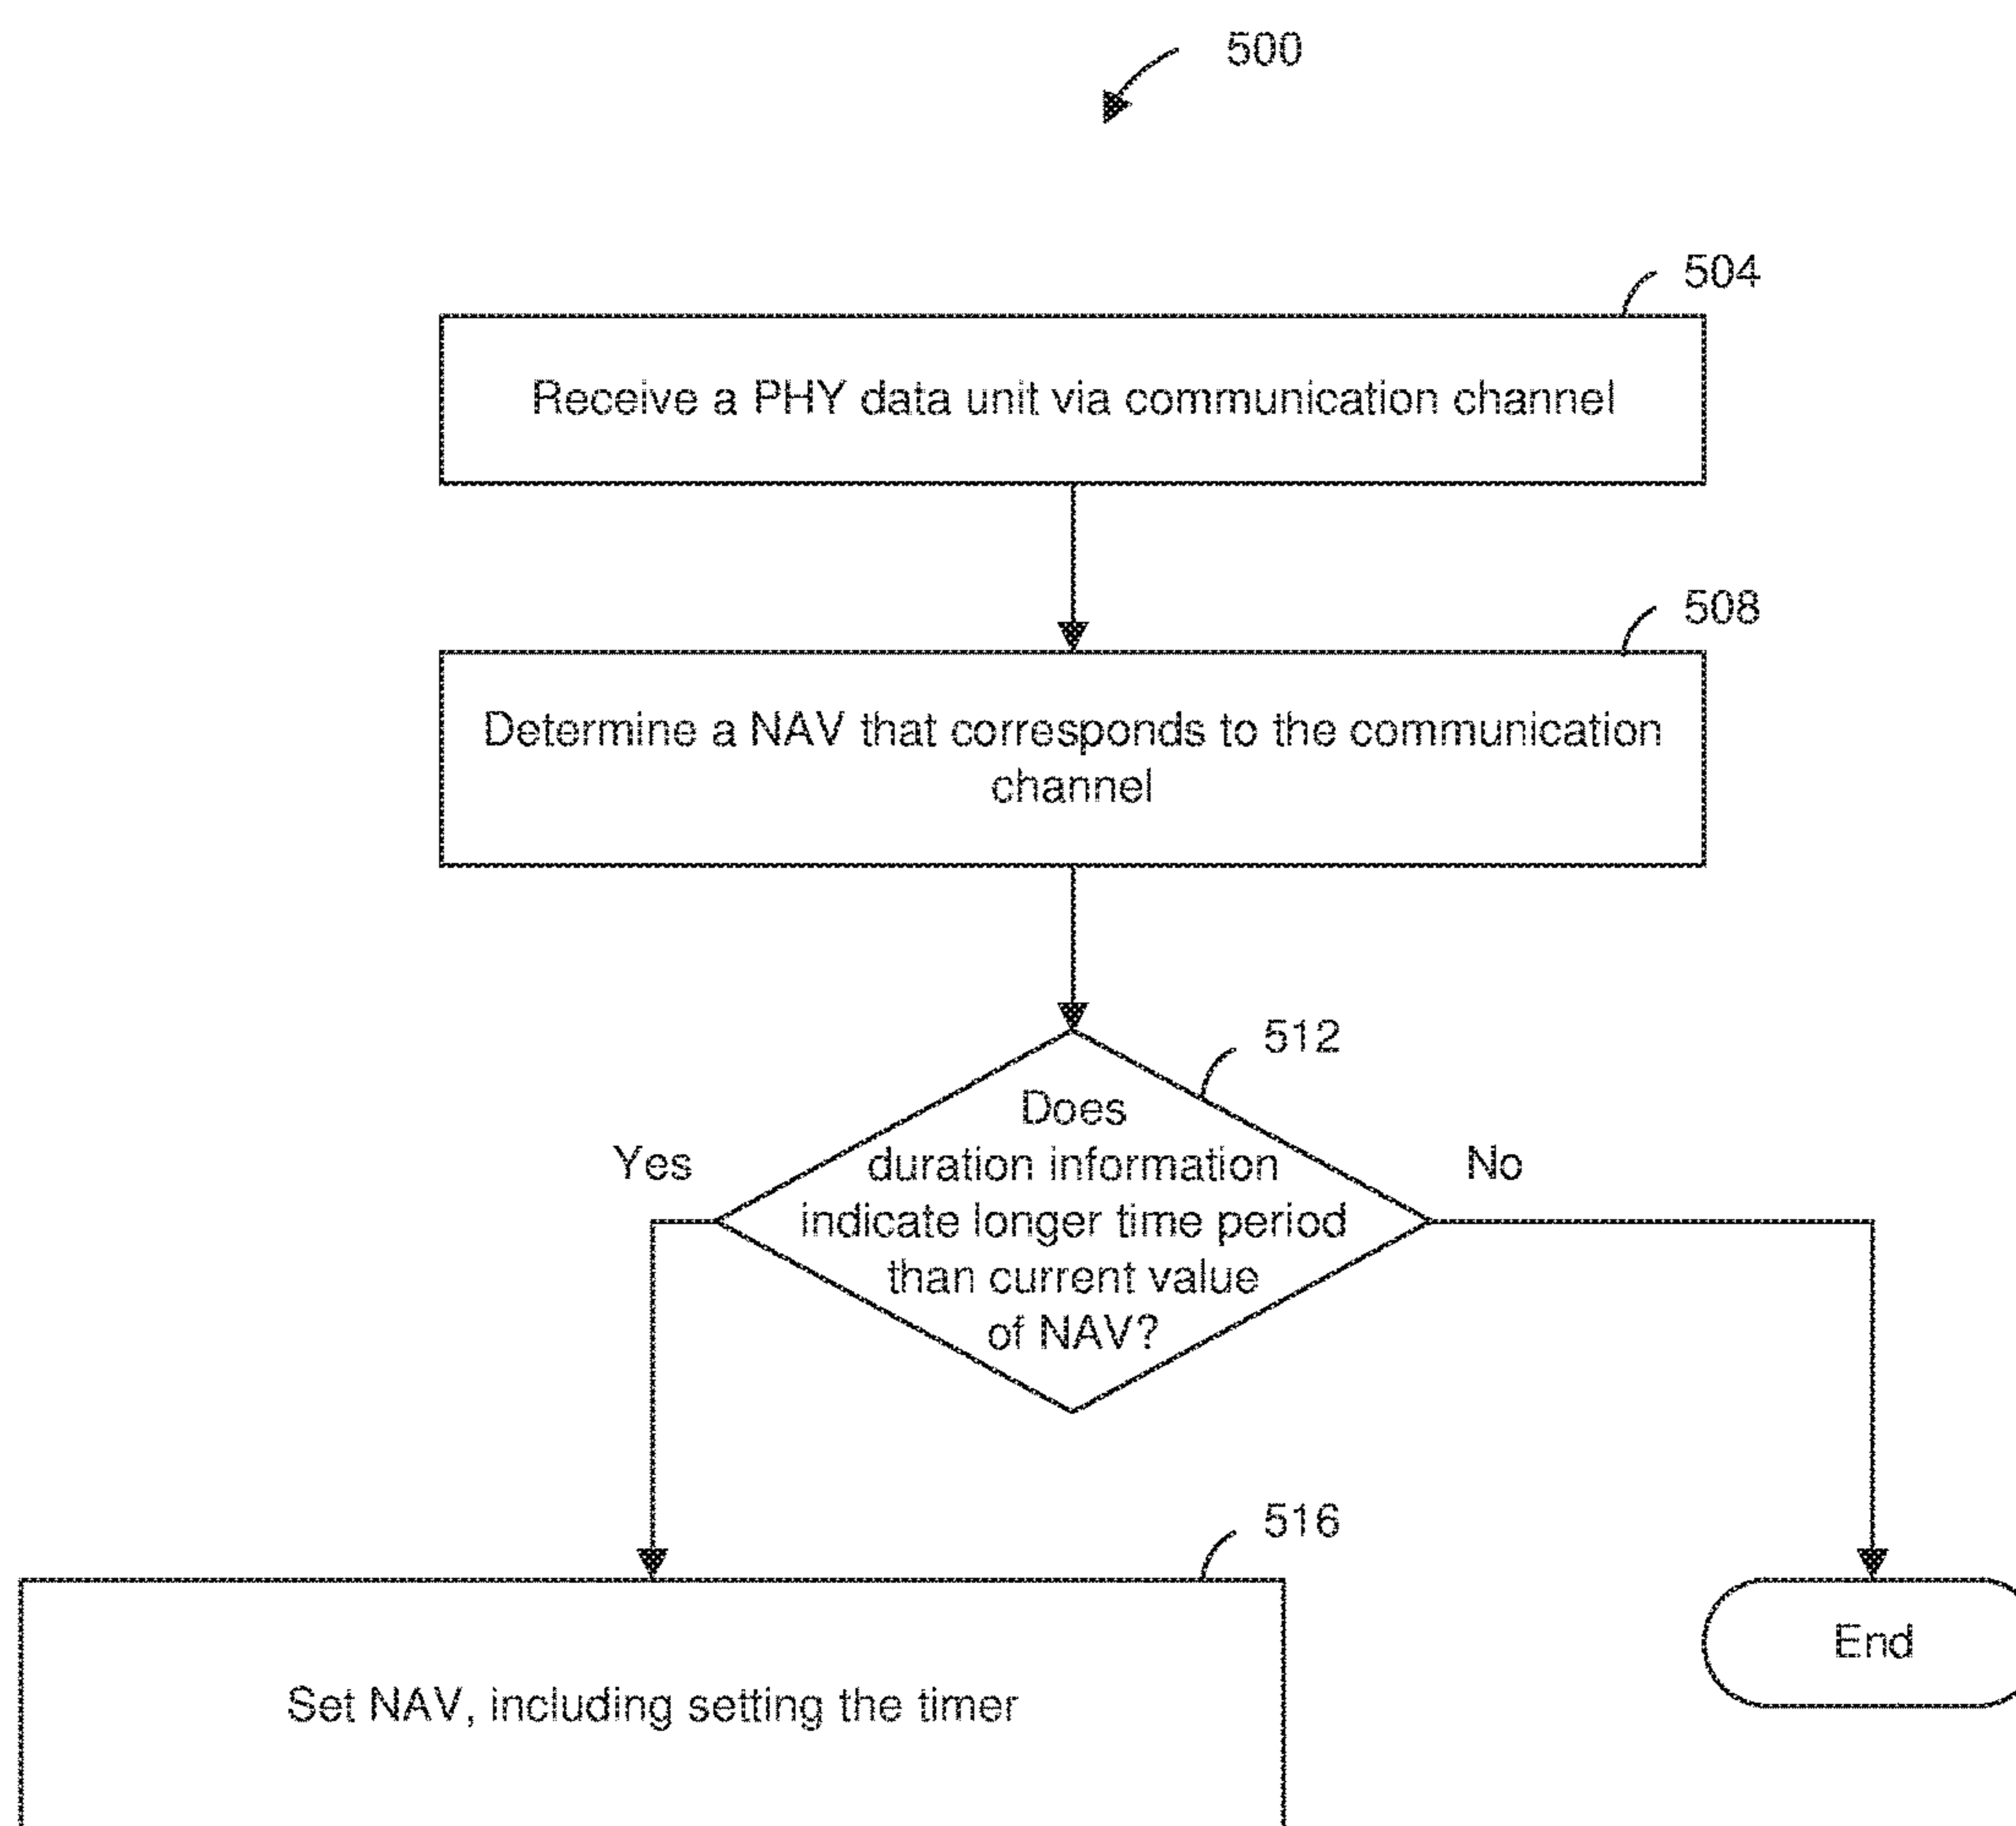 500
504
Receive a PHY data unit via communication channel
508
Determine a NAV that corresponds to the communication
channel
512
Does
duration information
indicate longer time period
than current value
of NAV?
Yes
No
516
Set NAV, including setting the timer
End